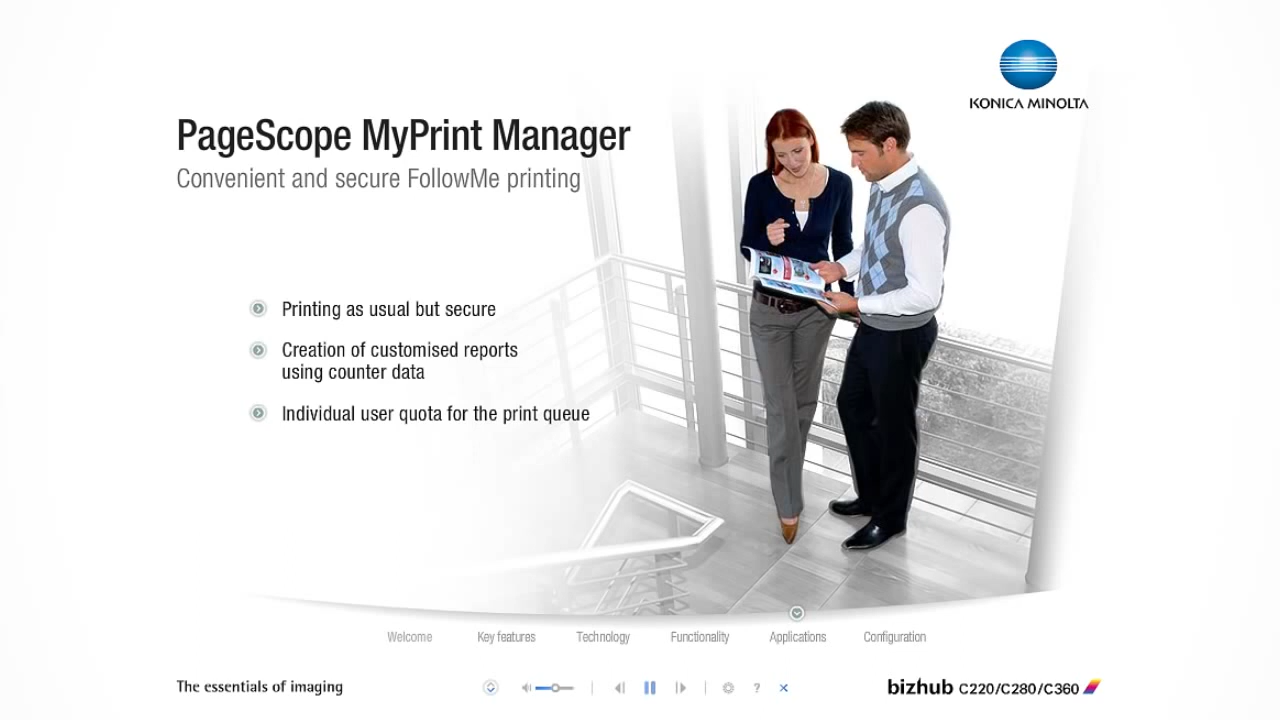 KONICA MINOLTA
PageScope MyPrint Manager
Convenient and secure FollowMe printing
Printing as usual but secure
Creation of customised reports
using counter data
Individual user quota for the print queue
Welcome
Key features
Technology
Functionality
Applications
Configuration
The essentials of imaging
?
bizhub C220/C280/C360